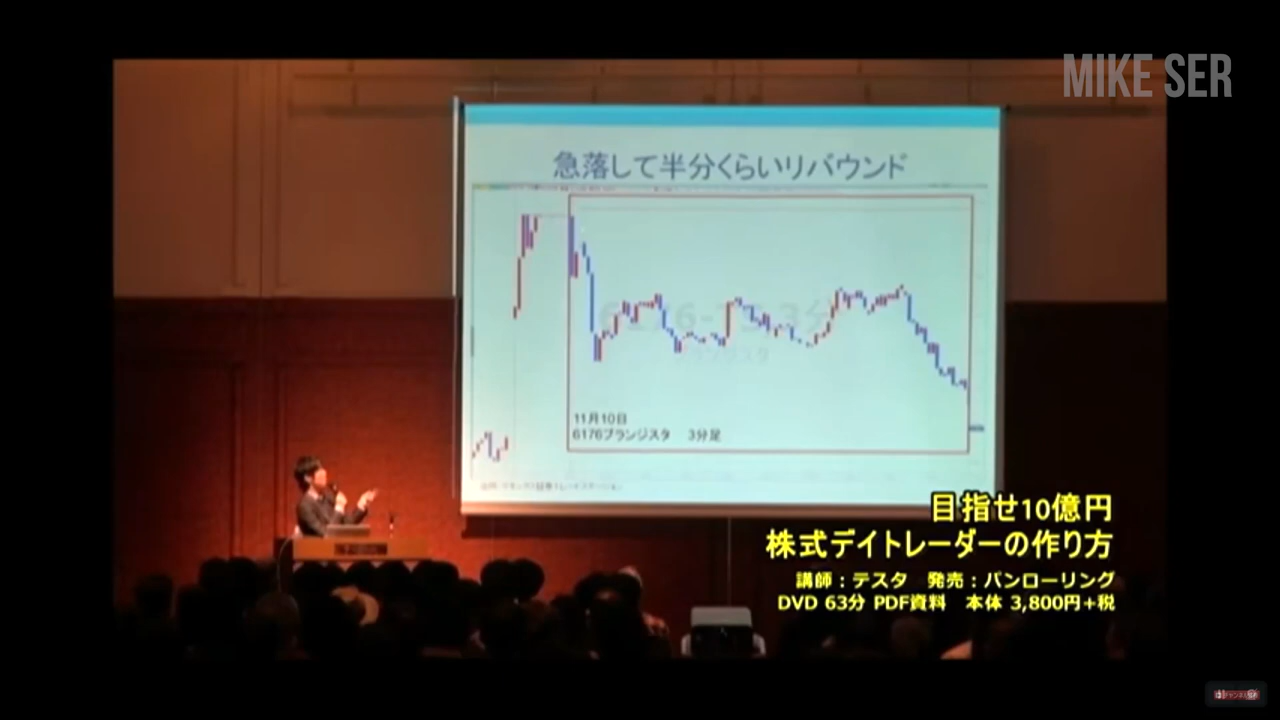 MIKE SER
急落して半分くらいリバウンド
11月10日
6176ブランジスタ 3分足
目指せ10億円
株式デイトレーダーの作り方
講師：テスタ 発売：パンローリング
DVD 63分 PDF資料 本体 3,800円+税